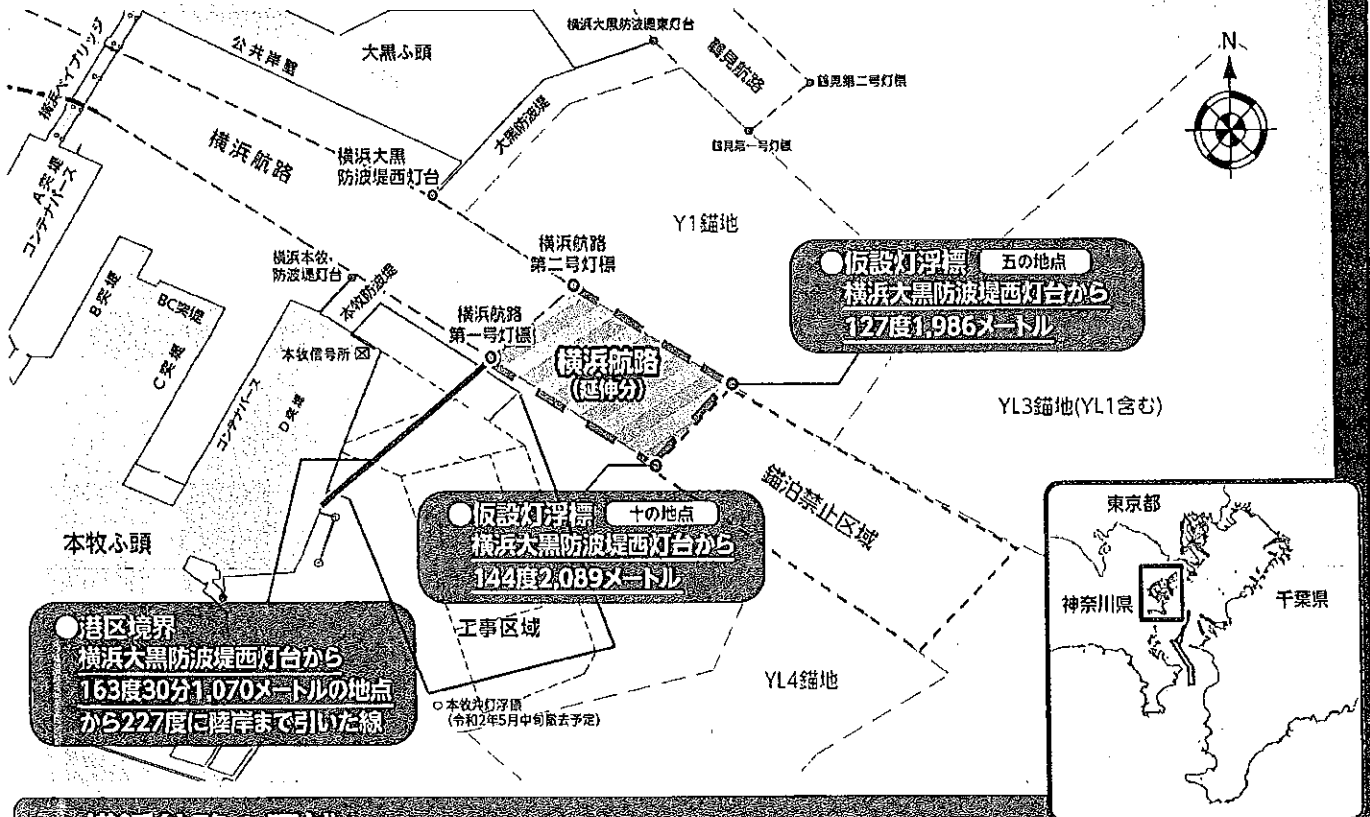 横浜ベイブリッジ
公共岸壁
大黒ふ頭
横浜大黒防波堤東灯台
鶴見航路
鶴見第二号灯標
鶴見第一号灯標
大黒防波堤
N
横浜航路
横浜大黒
防波堤西灯台
A突堤
コンテナバース
B突堤
BC突堤
C突堤
コンテナバース
D突堤
横浜本牧
防波堤灯台
本牧防波堤
本牧信号所
横浜航路
第二号灯標
横浜航路
第一号灯標
Y1錨地
横浜航路
(延伸分)
仮設灯浮標 五の地点
横浜大黒防波堤西灯台から
127度1,986メートル
YL3錨地(YL1含む)
錨泊禁止区域
仮設灯浮標 十の地点
横浜大黒防波堤西灯台から
144度2,089メートル
本牧ふ頭
港区境界
横浜大黒防波堤西灯台から
163度30分1,070メートルの地点
から227度に陸岸まで引いた線
工事区域
YL4錨地
本牧沖灯浮標
(令和2年5月中旬撤去予定)
東京都
神奈川県
千葉県